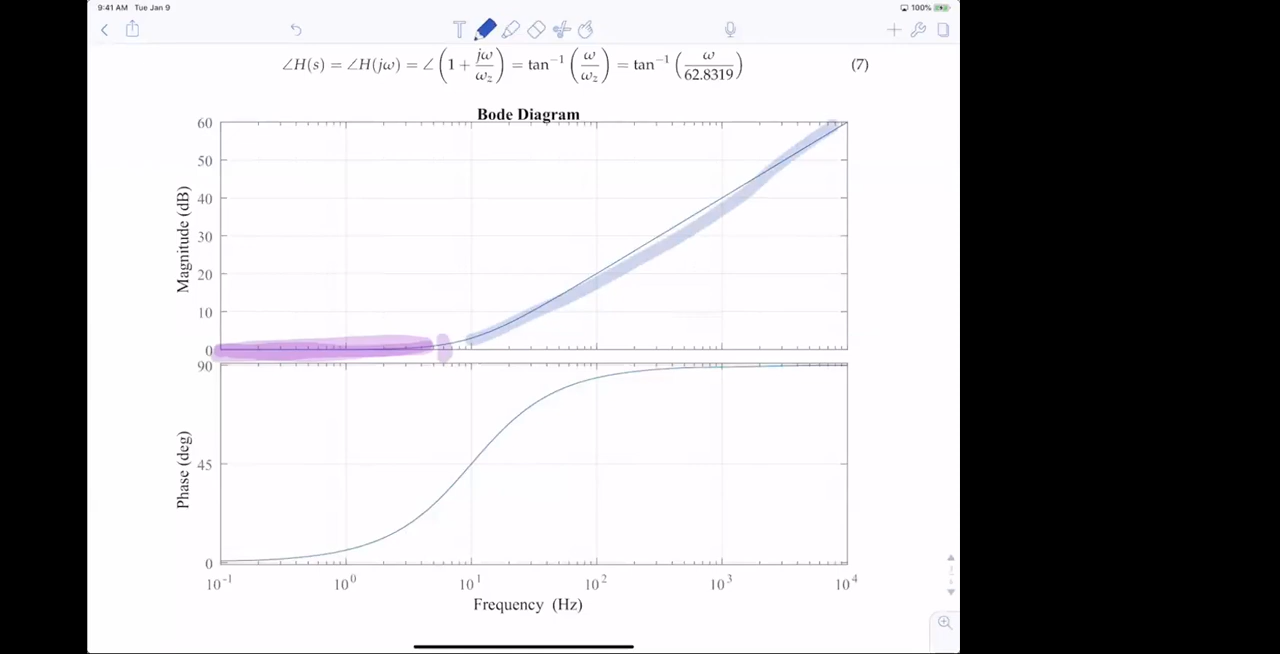 9:41 AM Tue Jan 9
100%
∠H(s) = ∠H(jω) = ∠(1 + jω/ω_z) = tan⁻¹(ω/ω_z) = tan⁻¹(ω/62.8319) (7)
Bode Diagram
60
50
40
30
20
10
0
Magnitude (dB)
90
45
0
Phase (deg)
10⁻¹ 10⁰ 10¹ 10² 10³ 10⁴
Frequency (Hz)